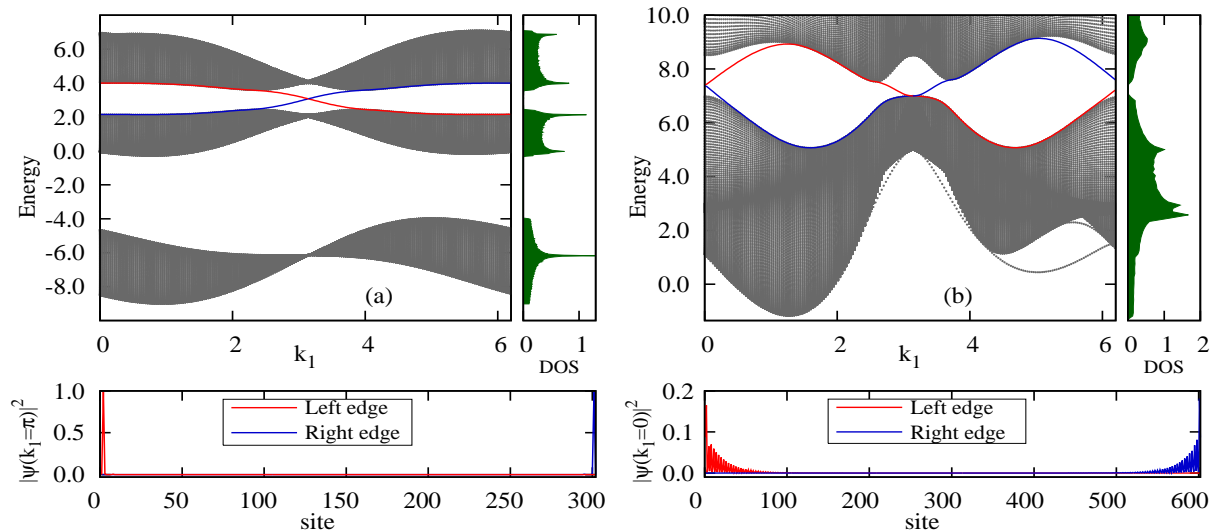 Energy
6.0
4.0
2.0
0.0
-2.0
-4.0
-6.0
-8.0
(a)
0
2
4
6
k₁
0
1
DOS
Energy
10.0
8.0
6.0
4.0
2.0
0.0
(b)
0
2
4
6
k₁
0
1
2
DOS
|ψ(k₁=π)|²
1.0
0.5
0.0
Left edge
Right edge
0
50
100
150
200
250
300
site
|ψ(k₁=0)|²
0.2
0.1
0.0
Left edge
Right edge
0
100
200
300
400
500
600
site